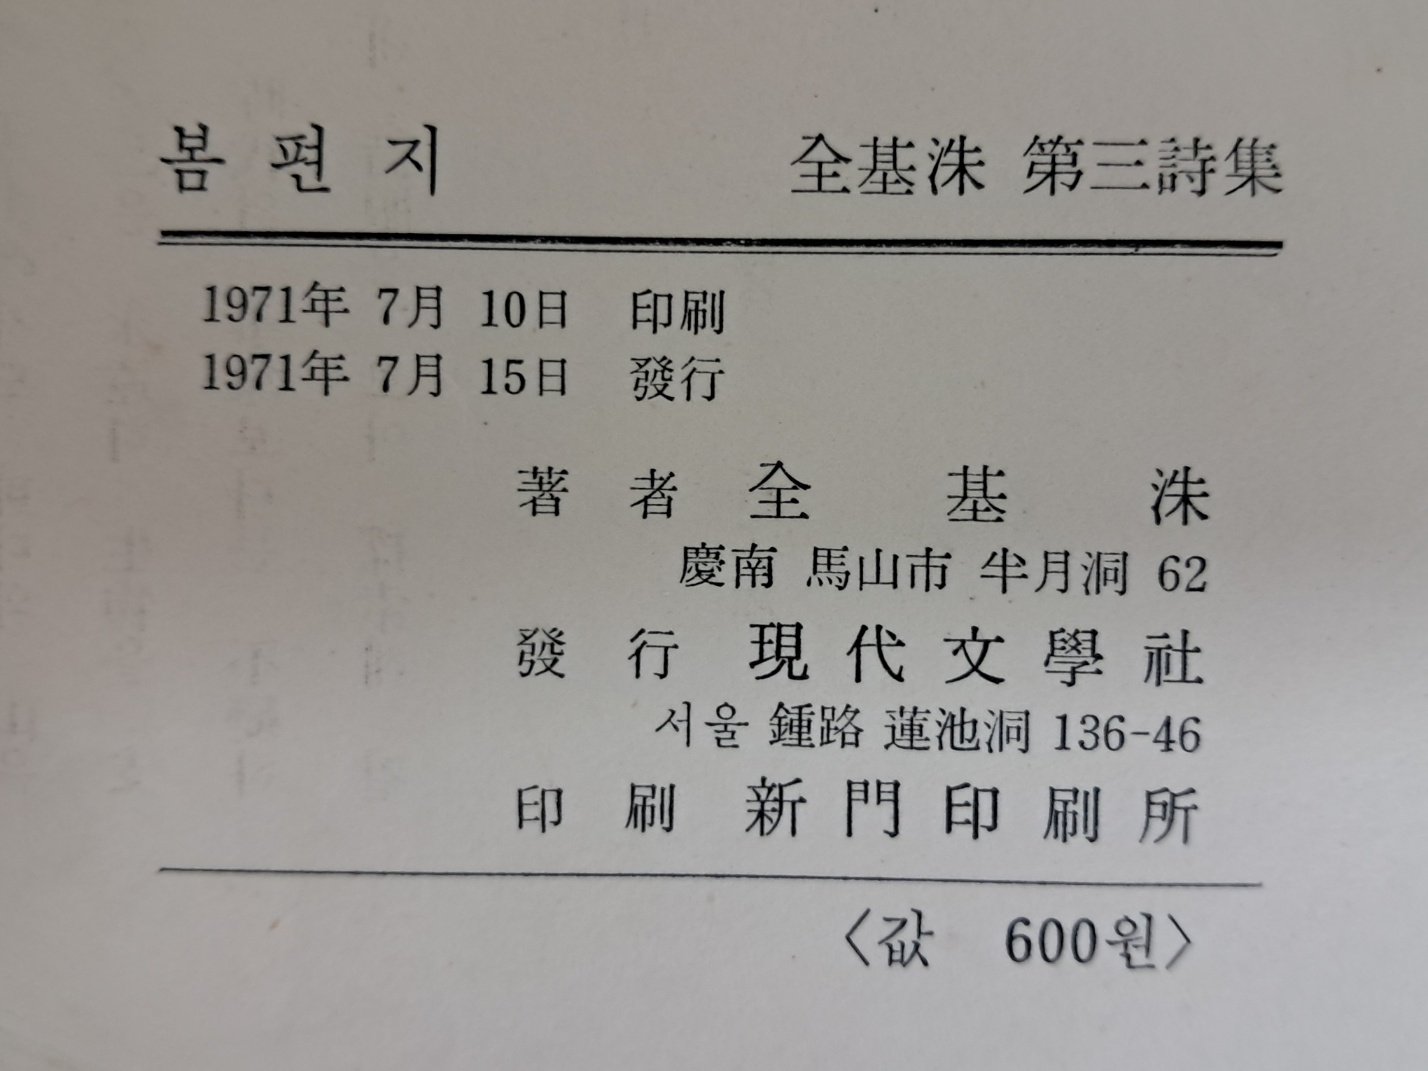 봄편지 全基洙 第三詩集
1971年 7月 10日 印刷
1971年 7月 15日 發行
著者 全基洙
慶南 馬山市 半月洞 62
發行 現代文學社
서울 鍾路 蓮池洞 136-46
印刷 新門印刷所
〈값 600원〉